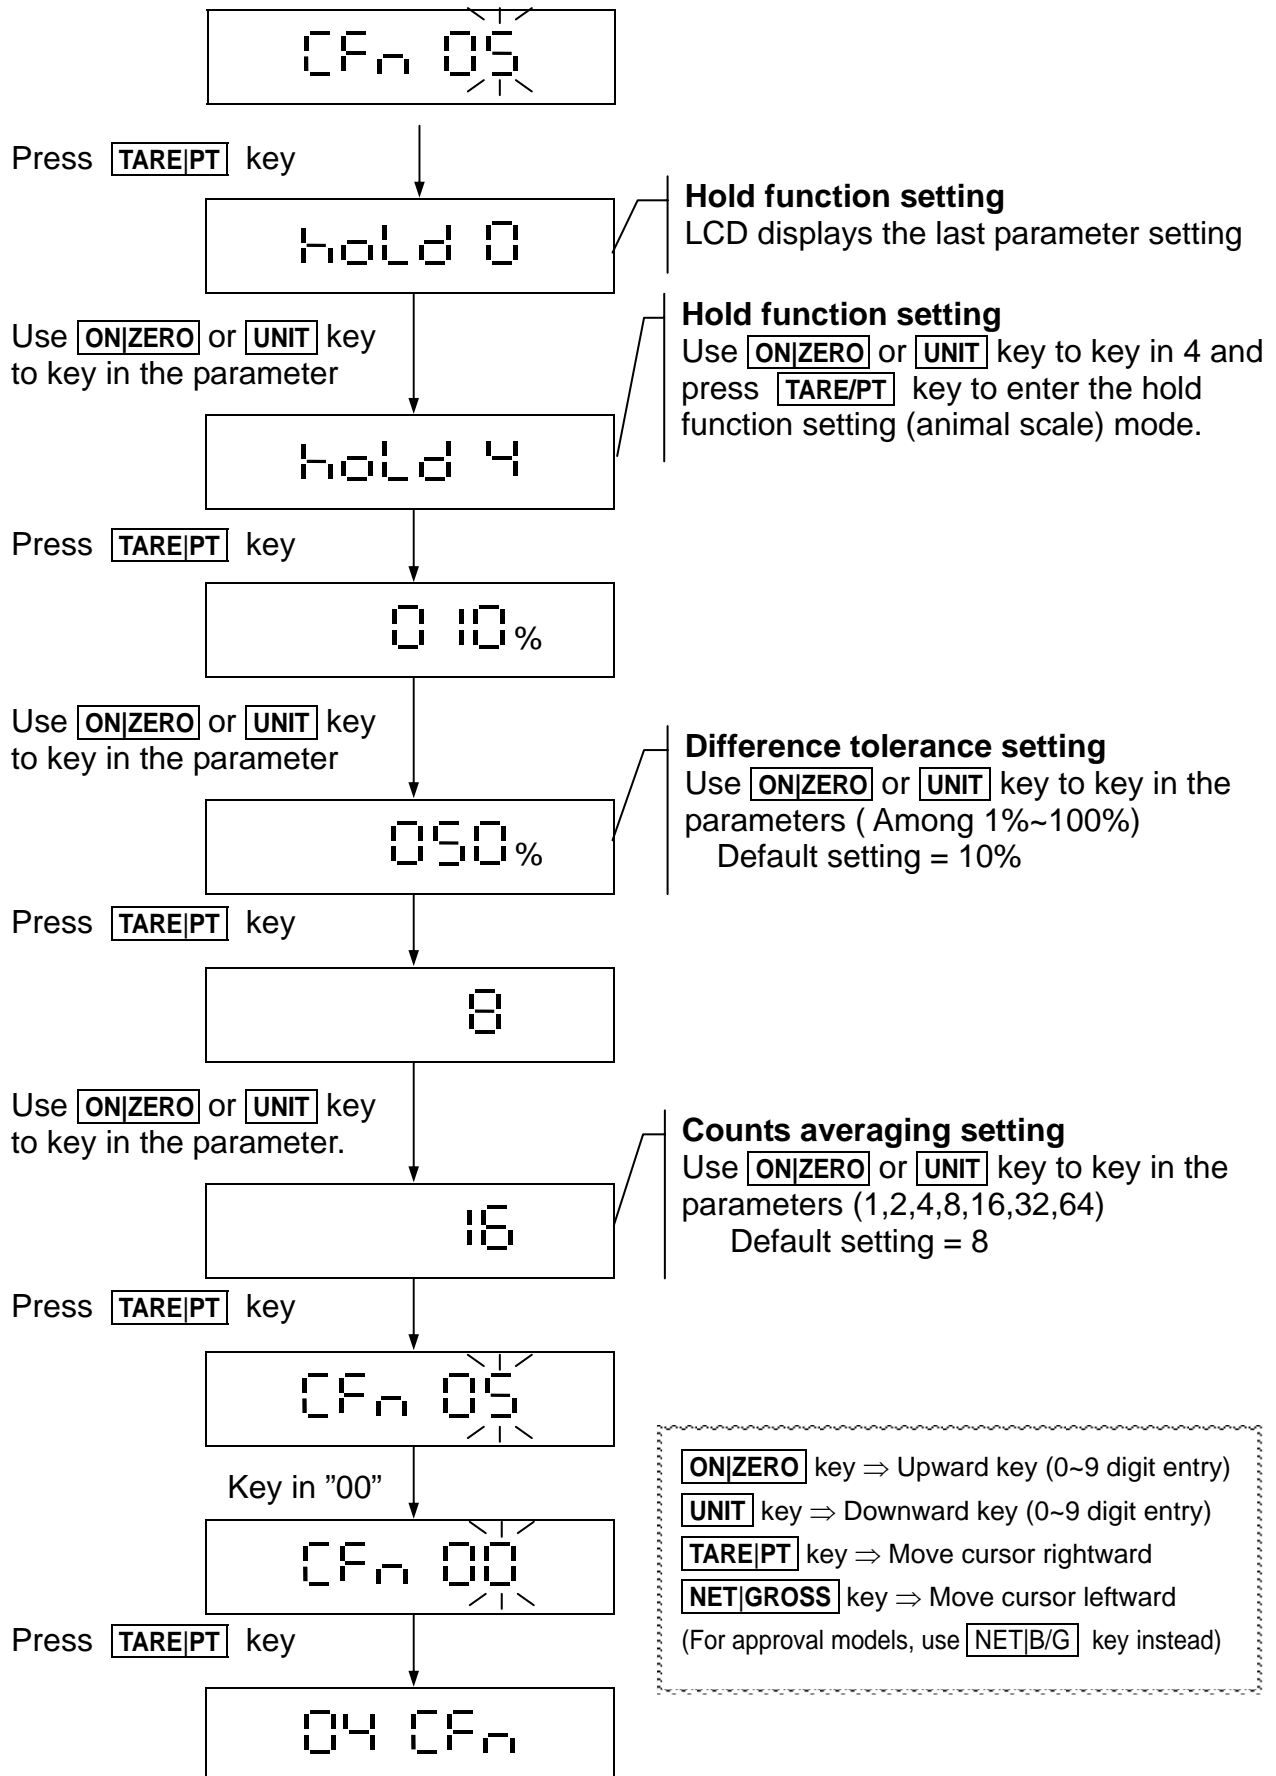 CFn 05
Press TARE|PT key
hoLd 0
Hold function setting
LCD displays the last parameter setting
Use ON|ZERO or UNIT key
to key in the parameter
Hold function setting
Use ON|ZERO or UNIT key to key in 4 and
press TARE/PT key to enter the hold
function setting (animal scale) mode.
hoLd 4
Press TARE|PT key
010%
Use ON|ZERO or UNIT key
to key in the parameter
050%
Difference tolerance setting
Use ON|ZERO or UNIT key to key in the
parameters ( Among 1%~100%)
Default setting = 10%
Press TARE|PT key
8
Use ON|ZERO or UNIT key
to key in the parameter.
16
Counts averaging setting
Use ON|ZERO or UNIT key to key in the
parameters (1,2,4,8,16,32,64)
Default setting = 8
Press TARE|PT key
CFn 05
Key in ”00”
CFn 00
Press TARE|PT key
04 CFn
ON|ZERO key ⇒ Upward key (0~9 digit entry)
UNIT key ⇒ Downward key (0~9 digit entry)
TARE|PT key ⇒ Move cursor rightward
NET|GROSS key ⇒ Move cursor leftward
(For approval models, use NET|B/G key instead)